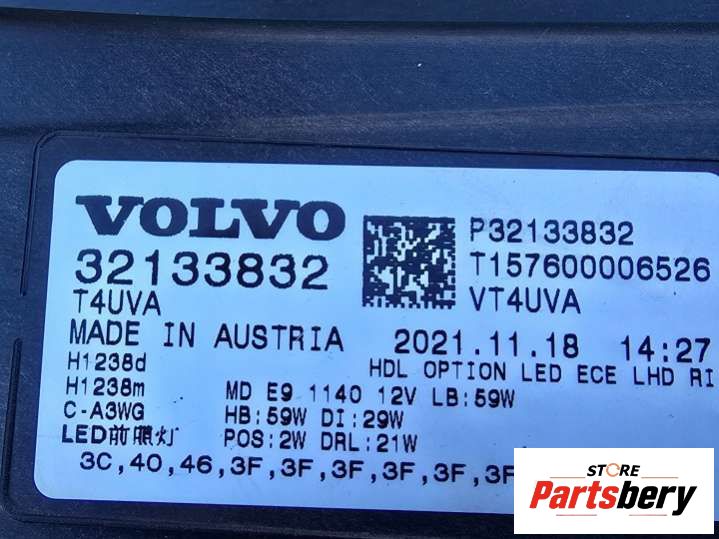 VOLVO
32133832
T4UVA
MADE IN AUSTRIA
P32133832
T157600006526
VT4UVA
2021.11.18 14:27
HDL OPTION LED ECE LHD RI
H1238d
H1238m
C-A3WG
LED前照灯
MD E9 1140 12V LB:59W
HB:59W DI:29W
POS:2W DRL:21W
3C,40,46,3F,3F,3F,3F,3F,3F
STORE
Partsbery